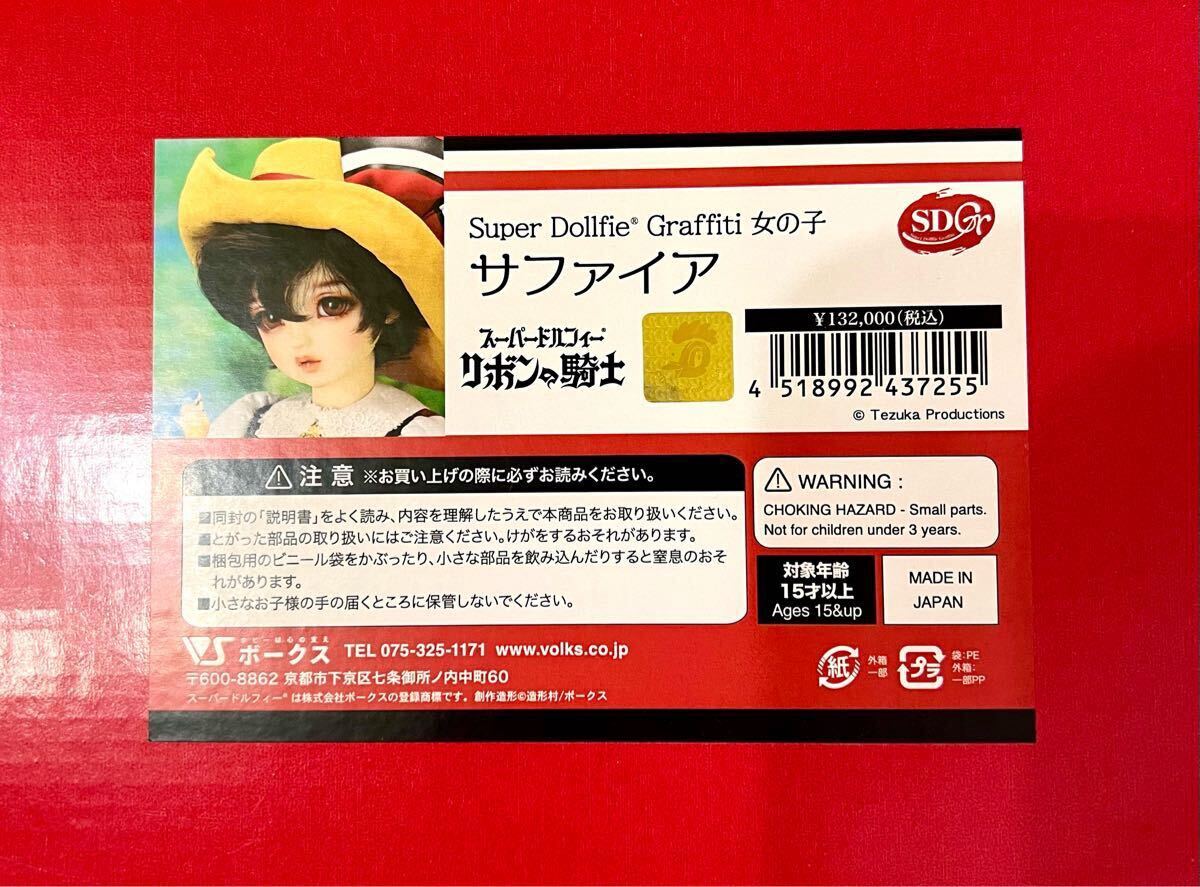 Super Dollfie® Graffiti 女の子
サファイア
SDGr
Super Dollfie Graffiti
スーパードルフィー
リボンの騎士
¥132,000(税込)
4 518992 437255
© Tezuka Productions
注意 ※お買い上げの際に必ずお読みください。
■同封の「説明書」をよく読み、内容を理解したうえで本商品をお取り扱いください。
■とがった部品の取り扱いにはご注意ください。けがをするおそれがあります。
■梱包用のビニール袋をかぶったり、小さな部品を飲み込んだりすると窒息のおそ
れがあります。
■小さなお子様の手の届くところに保管しないでください。
WARNING :
CHOKING HAZARD - Small parts.
Not for children under 3 years.
対象年齢
15才以上
Ages 15&up
MADE IN
JAPAN
ホビーは心の支え
VS ボークス TEL 075-325-1171 www.volks.co.jp
〒600-8862 京都市下京区七条御所ノ内中町60
スーパードルフィー®は株式会社ボークスの登録商標です。創作造形©造形村/ボークス
紙
外箱
一部
プラ
袋:PE
外箱:
一部PP